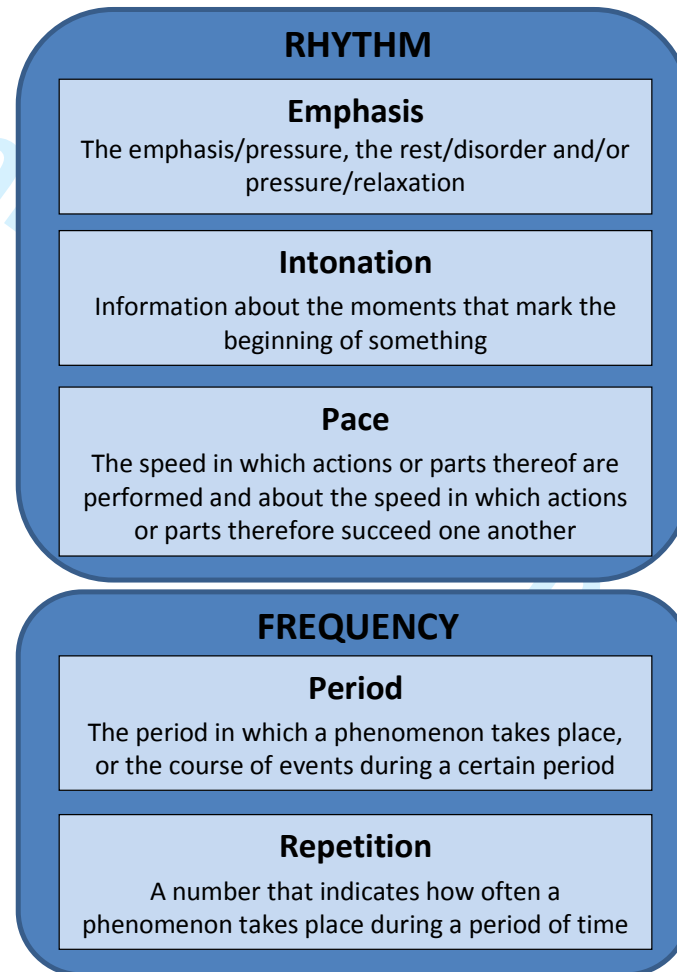 RHYTHM
Emphasis
The emphasis/pressure, the rest/disorder and/or
pressure/relaxation
Intonation
Information about the moments that mark the
beginning of something
Pace
The speed in which actions or parts thereof are
performed and about the speed in which actions
or parts therefore succeed one another
FREQUENCY
Period
The period in which a phenomenon takes place,
or the course of events during a certain period
Repetition
A number that indicates how often a
phenomenon takes place during a period of time